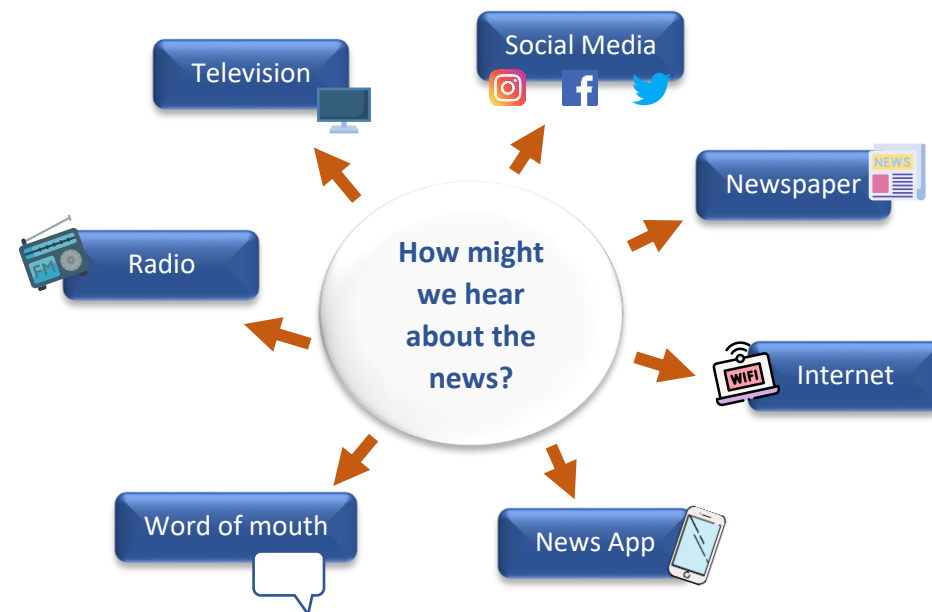 Social Media
Television
NEWS
Newspaper
How might
we hear
about the
news?
Radio
FM
WIFI
Internet
Word of mouth
News App